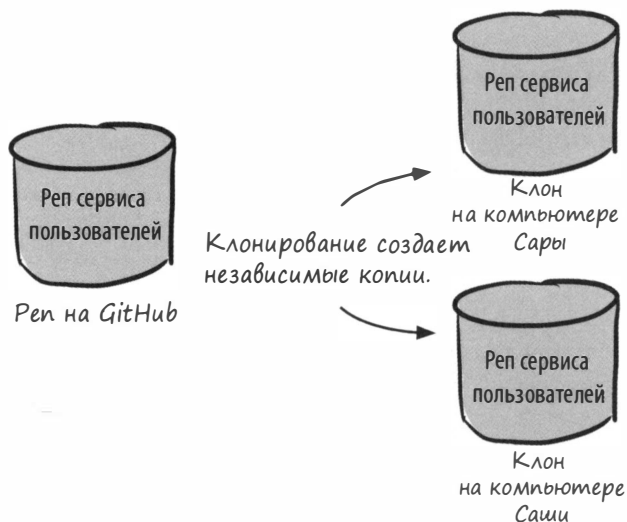 Реп сервиса
пользователей
Реп на GitHub
Клонирование создает
независимые копии.
Реп сервиса
пользователей
Клон
на компьютере
Сары
Реп сервиса
пользователей
Клон
на компьютере
Саши